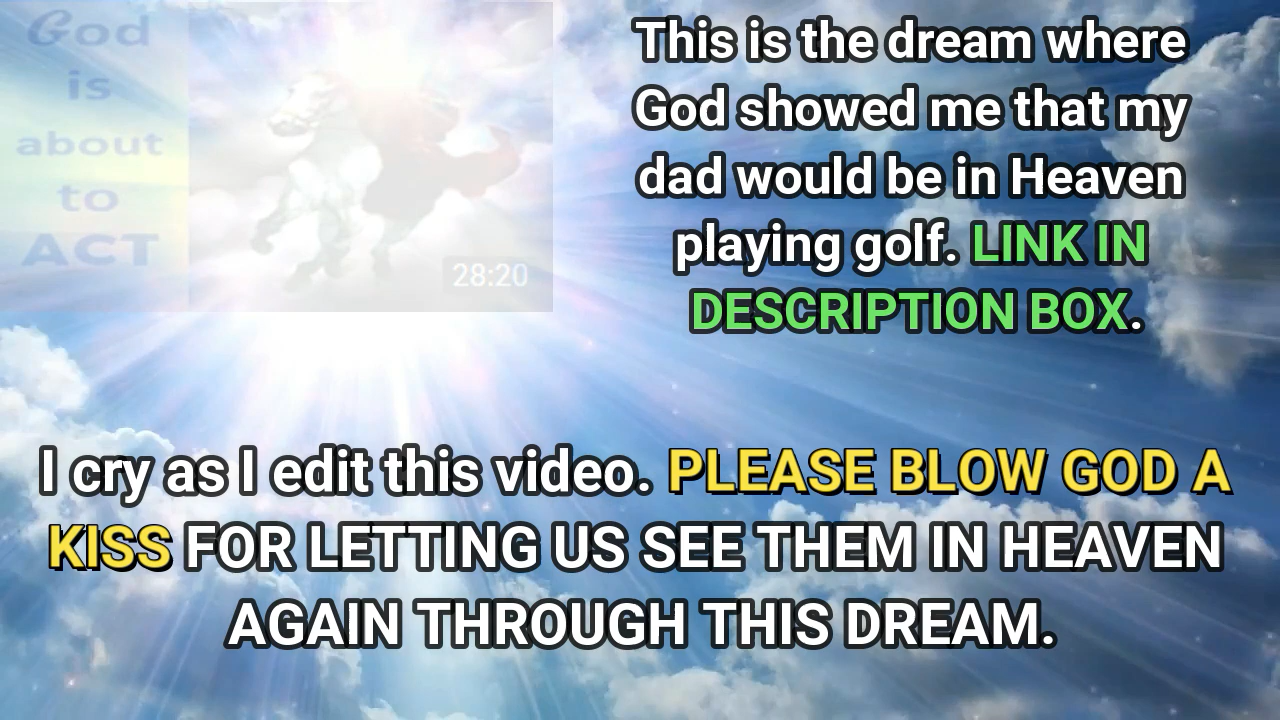 God
is
about
to
ACT
28:20
This is the dream where
God showed me that my
dad would be in Heaven
playing golf. LINK IN
DESCRIPTION BOX.
I cry as I edit this video. PLEASE BLOW GOD A
KISS FOR LETTING US SEE THEM IN HEAVEN
AGAIN THROUGH THIS DREAM.